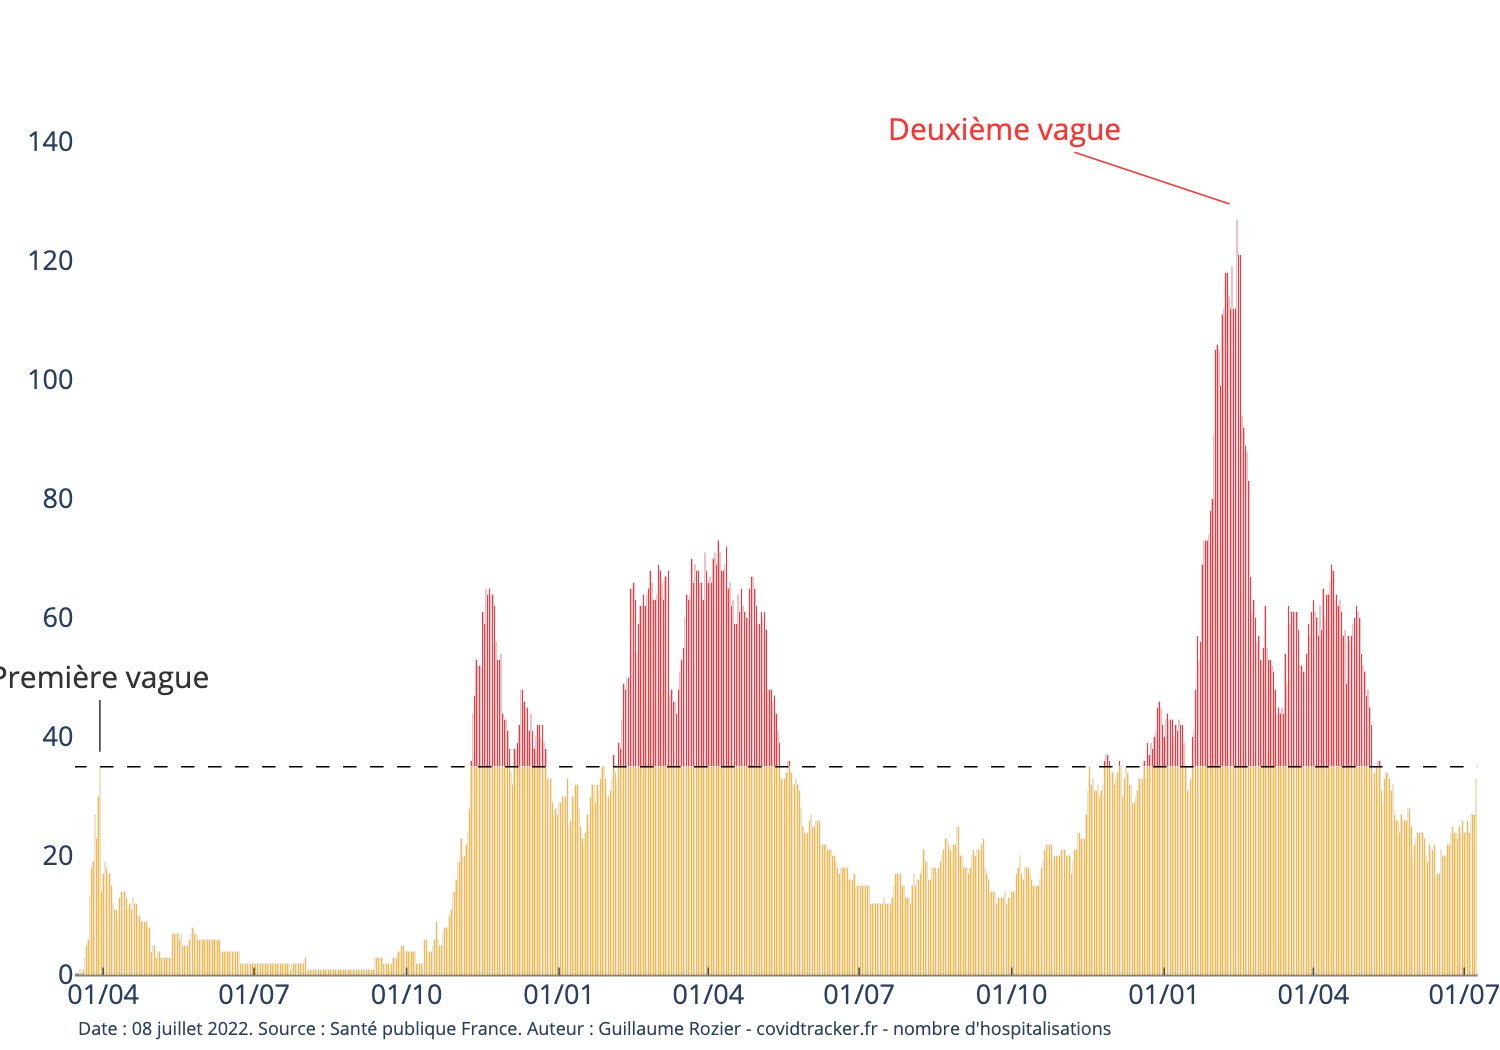 Deuxième vague
140
120
100
80
60
Première vague
40
20
0
01/04 01/07 01/10 01/01 01/04 01/07 01/10 01/01 01/04 01/07
Date : 08 juillet 2022. Source : Santé publique France. Auteur : Guillaume Rozier - covidtracker.fr - nombre d'hospitalisations